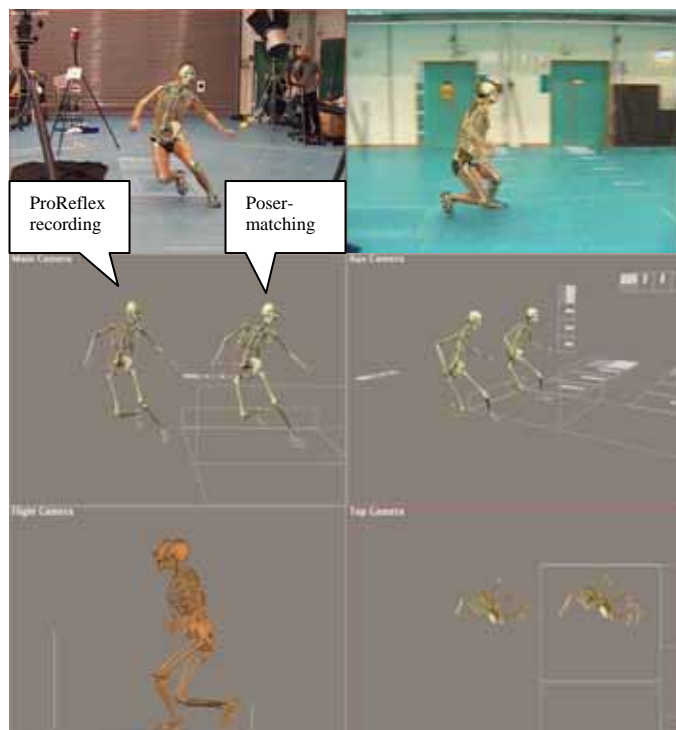 ProReflex
recording
Poser-
matching
Main Camera
Aux Camera
Right Camera
Top Camera